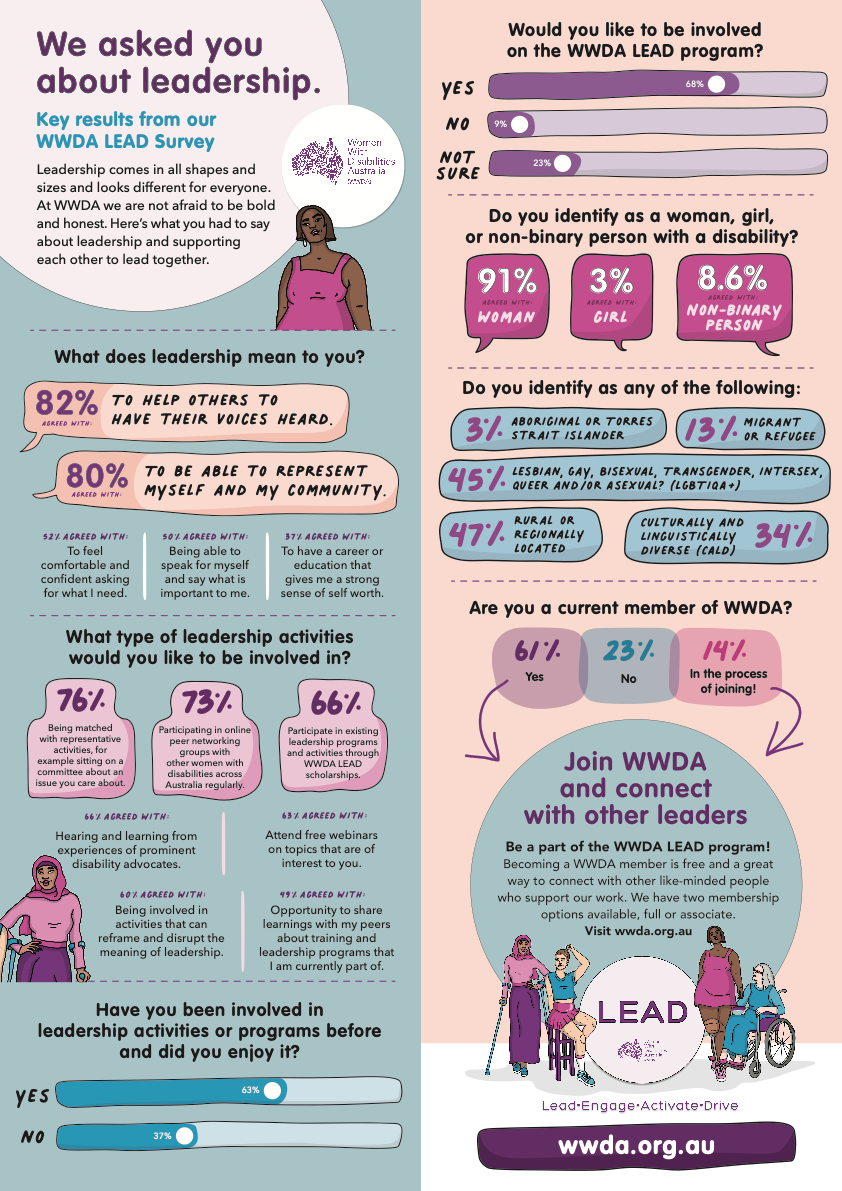 We asked you
about leadership.
Key results from our
WWDA LEAD Survey
Leadership comes in all shapes and
sizes and looks different for everyone.
At WWDA we are not afraid to be bold
and honest. Here's what you had to say
about leadership and supporting
each other to lead together.
Women
With
Disabilities
Australia
(WWDA)
What does leadership mean to you?
82%
AGREED WITH:
TO HELP OTHERS TO
HAVE THEIR VOICES HEARD.
80%
AGREED WITH:
TO BE ABLE TO REPRESENT
MYSELF AND MY COMMUNITY.
52% AGREED WITH:
To feel
comfortable and
confident asking
for what I need.
50% AGREED WITH:
Being able to
speak for myself
and say what is
important to me.
37% AGREED WITH:
To have a career or
education that
gives me a strong
sense of self worth.
What type of leadership activities
would you like to be involved in?
76%
Being matched
with representative
activities, for
example sitting on a
committee about an
issue you care about.
73%
Participating in online
peer networking
groups with
other women with
disabilities across
Australia regularly.
66%
Participate in existing
leadership programs
and activities through
WWDA LEAD
scholarships.
66% AGREED WITH:
Hearing and learning from
experiences of prominent
disability advocates.
63% AGREED WITH:
Attend free webinars
on topics that are of
interest to you.
60% AGREED WITH:
Being involved in
activities that can
reframe and disrupt the
meaning of leadership.
49% AGREED WITH:
Opportunity to share
learnings with my peers
about training and
leadership programs that
I am currently part of.
Have you been involved in
leadership activities or programs before
and did you enjoy it?
YES
63%
NO
37%
Would you like to be involved
on the WWDA LEAD program?
YES
68%
NO
9%
NOT
SURE
23%
Do you identify as a woman, girl,
or non-binary person with a disability?
91%
AGREED WITH:
WOMAN
3%
AGREED WITH:
GIRL
8.6%
AGREED WITH:
NON-BINARY
PERSON
Do you identify as any of the following:
3% ABORIGINAL OR TORRES
STRAIT ISLANDER
13% MIGRANT
OR REFUGEE
45% LESBIAN, GAY, BISEXUAL, TRANSGENDER, INTERSEX,
QUEER AND/OR ASEXUAL? (LGBTIQA+)
47% RURAL OR
REGIONALLY
LOCATED
CULTURALLY AND
LINGUISTICALLY
DIVERSE (CALD)
34%
Are you a current member of WWDA?
61%
Yes
23%
No
14%
In the process
of joining!
Join WWDA
and connect
with other leaders
Be a part of the WWDA LEAD program!
Becoming a WWDA member is free and a great
way to connect with other like-minded people
who support our work. We have two membership
options available, full or associate.
Visit wwda.org.au
LEAD
Lead•Engage•Activate•Drive
wwda.org.au